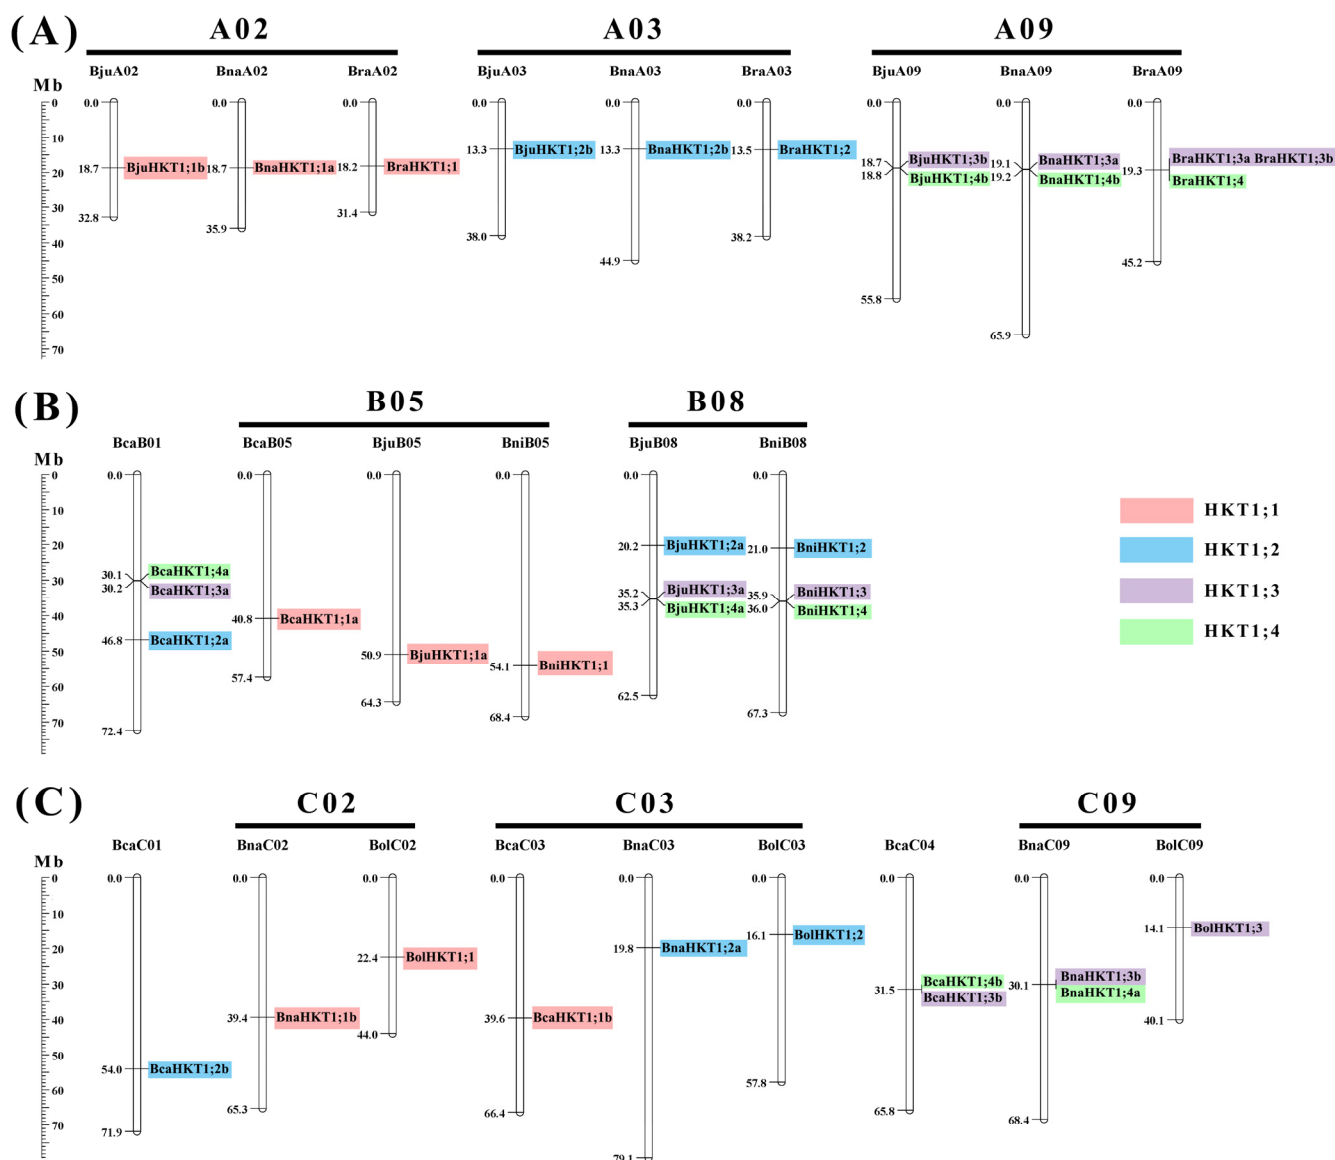 (A)
A02 A03 A09
BjuA02 BnaA02 BraA02 BjuA03 BnaA03 BraA03 BjuA09 BnaA09 BraA09
Mb
0 0.0 0.0 0.0 0.0 0.0 0.0 0.0 0.0 0.0
10
13.3 BjuHKT1;2b 13.3 BnaHKT1;2b 13.5 BraHKT1;2
18.7 BjuHKT1;1b 18.7 BnaHKT1;1a 18.2 BraHKT1;1
18.7 BjuHKT1;3b 19.1 BnaHKT1;3a BraHKT1;3a BraHKT1;3b
18.8 BjuHKT1;4b 19.2 BnaHKT1;4b 19.3 BraHKT1;4
20
30
32.8 35.9 31.4
38.0 44.9 38.2
40
45.2
50
55.8
60
65.9
70
(B)
B05 B08
BcaB01 BcaB05 BjuB05 BniB05 BjuB08 BniB08
Mb
0 0.0 0.0 0.0 0.0 0.0 0.0
10
20
20.2 BjuHKT1;2a 21.0 BniHKT1;2
30
30.1 BcaHKT1;4a
30.2 BcaHKT1;3a
35.2 BjuHKT1;3a 35.9 BniHKT1;3
35.3 BjuHKT1;4a 36.0 BniHKT1;4
40
40.8 BcaHKT1;1a
46.8 BcaHKT1;2a
50
50.9 BjuHKT1;1a
54.1 BniHKT1;1
57.4
60
64.3 68.4 62.5 67.3
70
72.4
HKT1;1
HKT1;2
HKT1;3
HKT1;4
(C)
C02 C03 C09
BcaC01 BnaC02 BolC02 BcaC03 BnaC03 BolC03 BcaC04 BnaC09 BolC09
Mb
0 0.0 0.0 0.0 0.0 0.0 0.0 0.0 0.0 0.0
10
14.1 BolHKT1;3
16.1 BolHKT1;2
19.8 BnaHKT1;2a
20
22.4 BolHKT1;1
30
BcaHKT1;4b BnaHKT1;3b
31.5 30.1
BcaHKT1;3b BnaHKT1;4a
39.4 BnaHKT1;1b 39.6 BcaHKT1;1b
40
40.1
44.0
50
54.0 BcaHKT1;2b
57.8
60
65.3 66.4 65.8 68.4
70
71.9
79.1